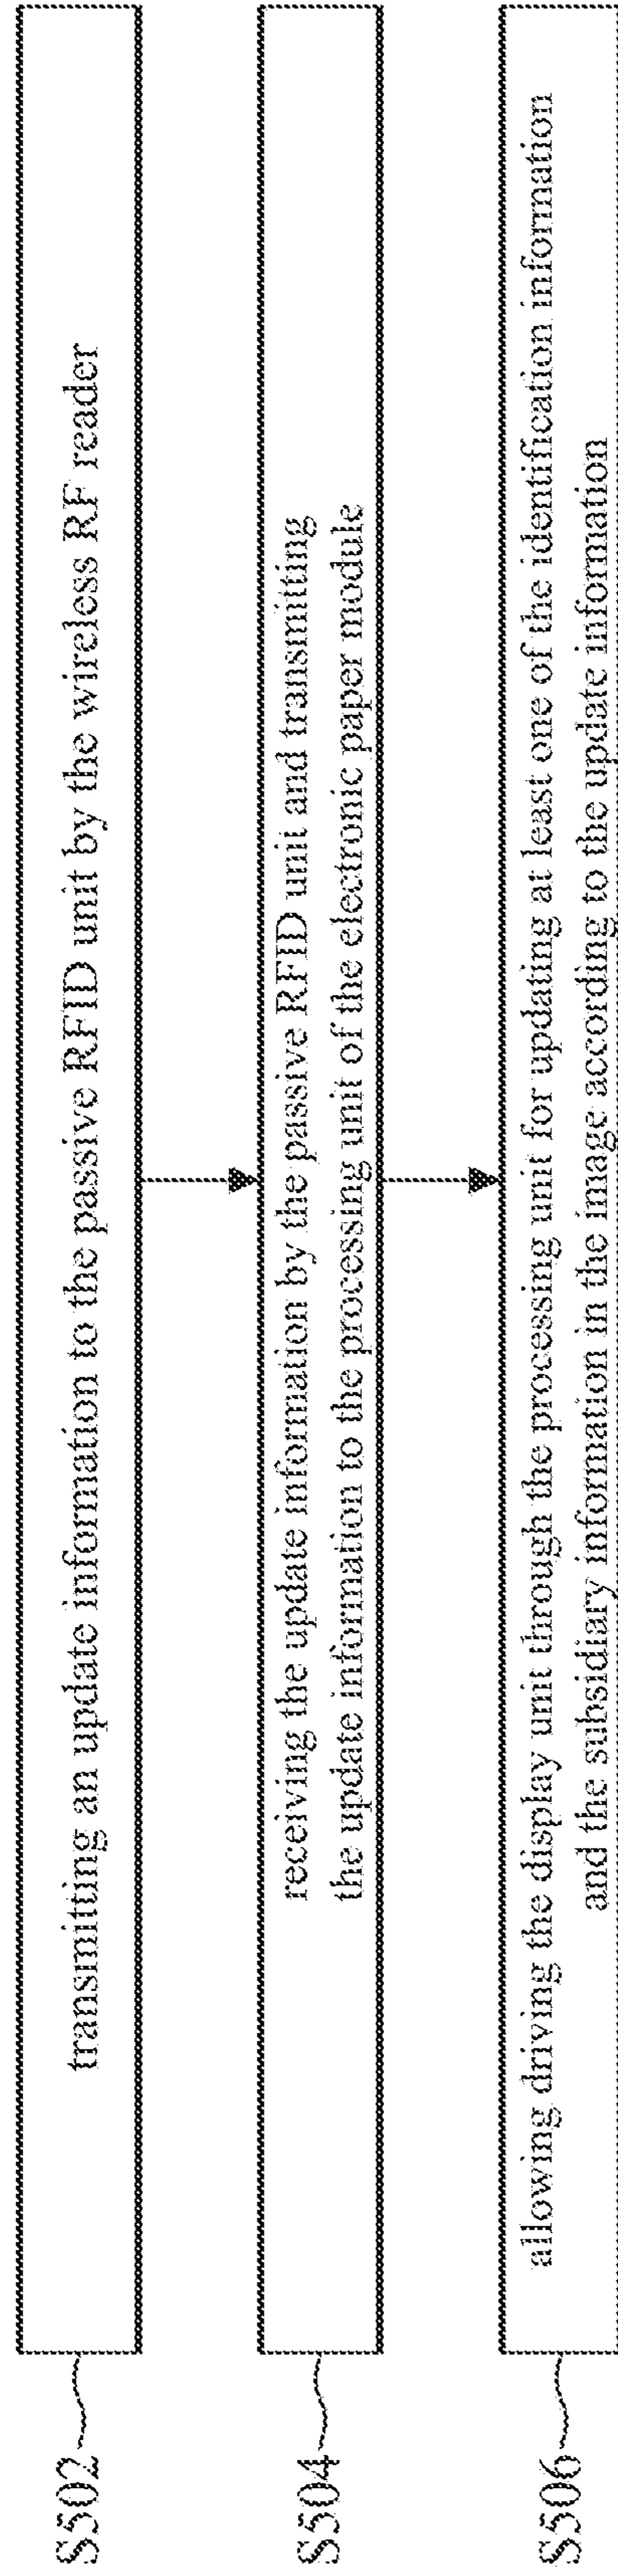 S502
transmitting an update information to the passive RFID unit by the wireless RF reader
S504
receiving the update information by the passive RFID unit and transmitting
the update information to the processing unit of the electronic paper module
S506
allowing driving the display unit through the processing unit for updating at least one of the identification information
and the subsidiary information in the image according to the update information